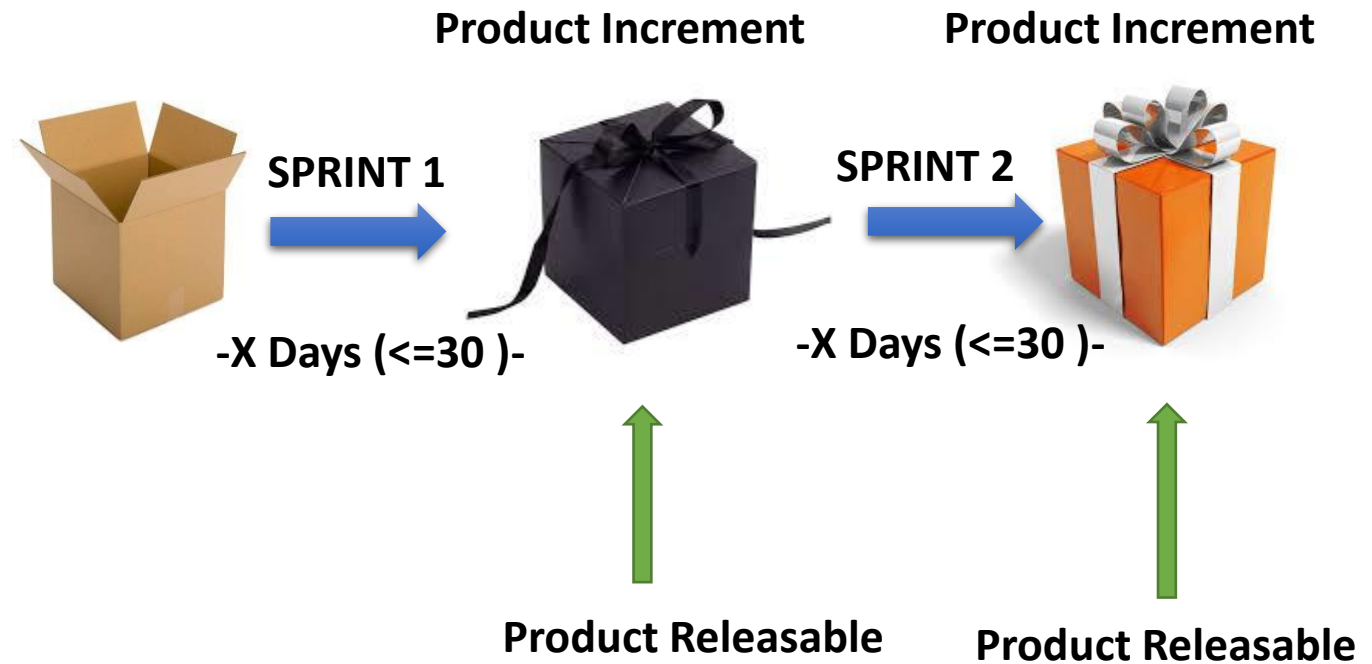 Product Increment
Product Increment
SPRINT 1
SPRINT 2
-X Days (<=30 )-
-X Days (<=30 )-
Product Releasable
Product Releasable